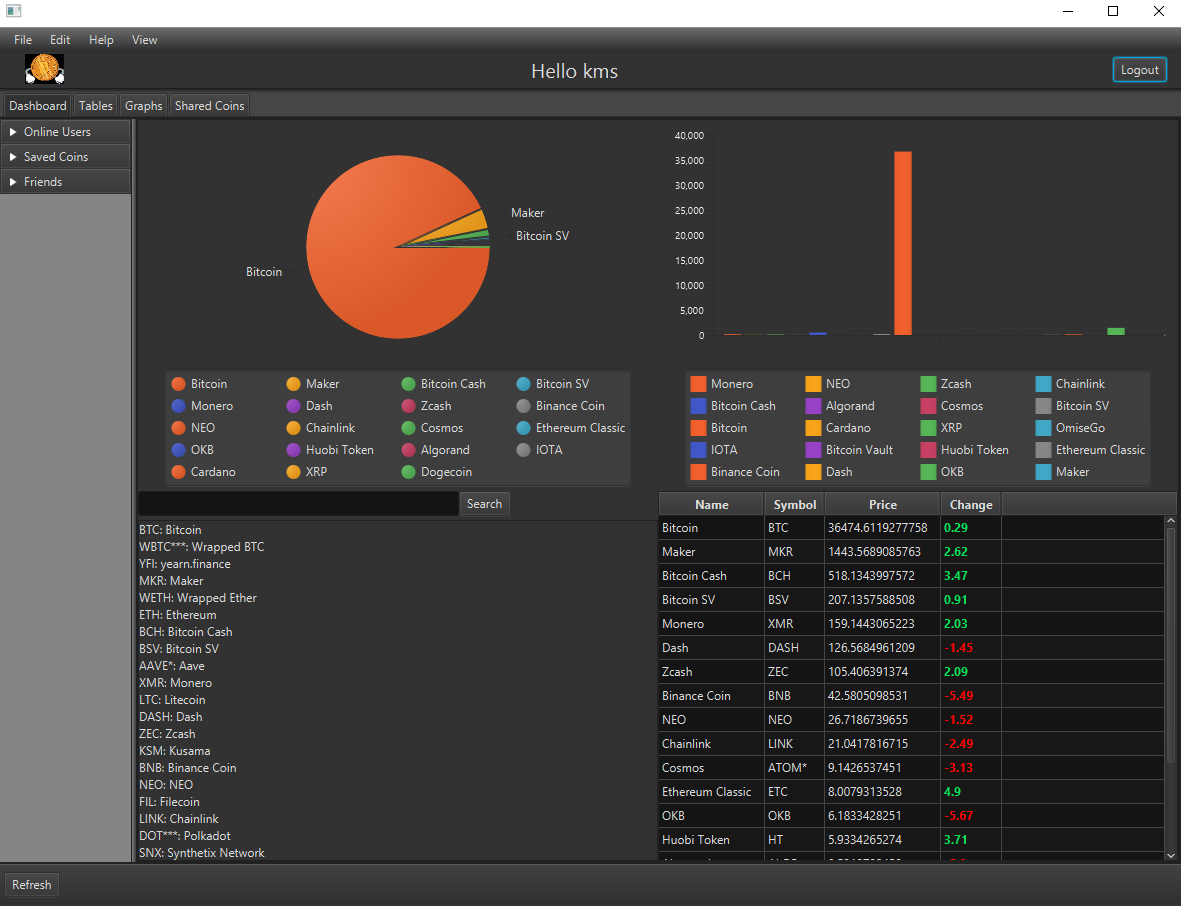 File Edit Help View
Hello kms
Logout
Dashboard Tables Graphs Shared Coins
Online Users
Saved Coins
Friends
Maker
Bitcoin SV
Bitcoin
40,000
35,000
30,000
25,000
20,000
15,000
10,000
5,000
0
Bitcoin Maker Bitcoin Cash Bitcoin SV
Monero Dash Zcash Binance Coin
NEO Chainlink Cosmos Ethereum Classic
OKB Huobi Token Algorand IOTA
Cardano XRP Dogecoin
Monero NEO Zcash Chainlink
Bitcoin Cash Algorand Cosmos Bitcoin SV
Bitcoin Cardano XRP OmiseGo
IOTA Bitcoin Vault Huobi Token Ethereum Classic
Binance Coin Dash OKB Maker
Search
BTC: Bitcoin
WBTC***: Wrapped BTC
YFI: yearn.finance
MKR: Maker
WETH: Wrapped Ether
ETH: Ethereum
BCH: Bitcoin Cash
BSV: Bitcoin SV
AAVE*: Aave
XMR: Monero
LTC: Litecoin
DASH: Dash
ZEC: Zcash
KSM: Kusama
BNB: Binance Coin
NEO: NEO
FIL: Filecoin
LINK: Chainlink
DOT***: Polkadot
SNX: Synthetix Network
Name Symbol Price Change
Bitcoin BTC 36474.6119277758 0.29
Maker MKR 1443.5689085763 2.62
Bitcoin Cash BCH 518.1343997572 3.47
Bitcoin SV BSV 207.1357588508 0.91
Monero XMR 159.1443065223 2.03
Dash DASH 126.5684961209 -1.45
Zcash ZEC 105.406391374 2.09
Binance Coin BNB 42.5805098531 -5.49
NEO NEO 26.7186739655 -1.52
Chainlink LINK 21.0417816715 -2.49
Cosmos ATOM* 9.1426537451 -3.13
Ethereum Classic ETC 8.0079313528 4.9
OKB OKB 6.1833428251 -5.67
Huobi Token HT 5.9334265274 3.71
Refresh